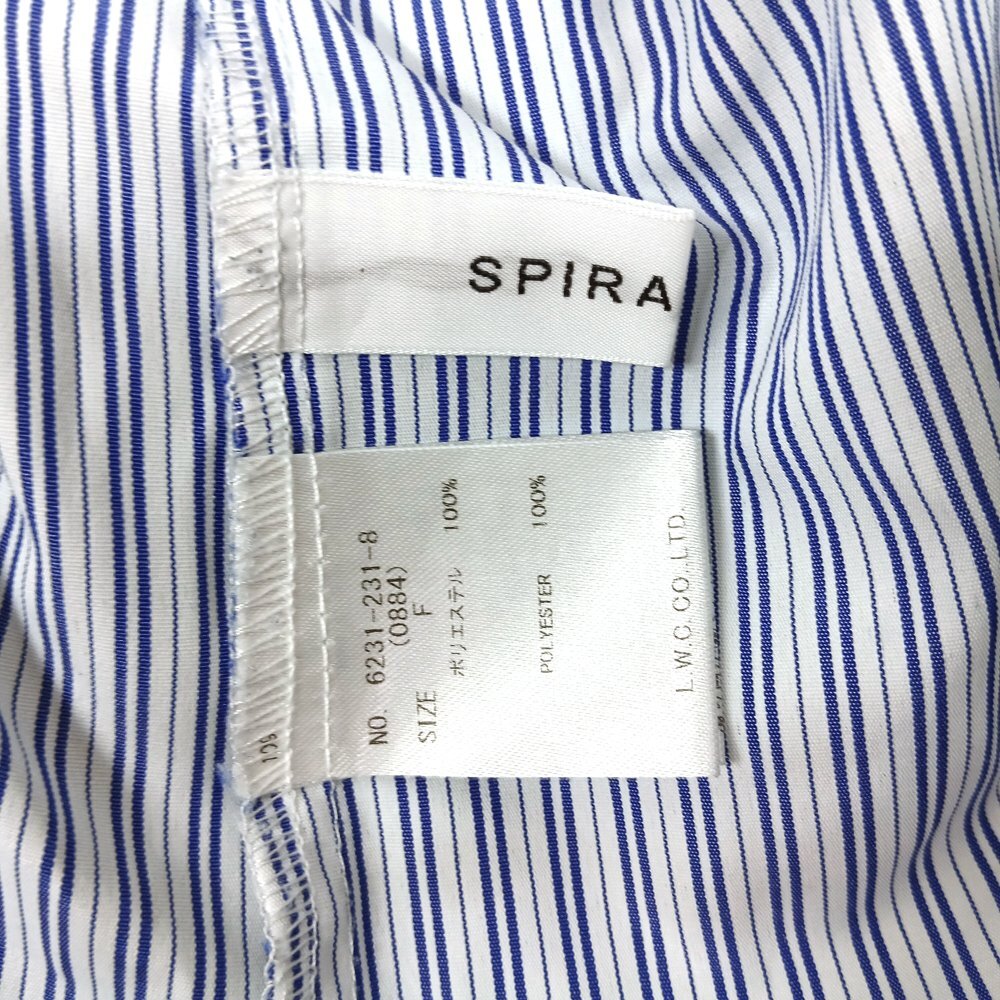 SPIRA
NO. 6231-231-8
(0884)
SIZE F
ポリエステル 100%
POLYESTER 100%
L.W.C.CO.,LTD.